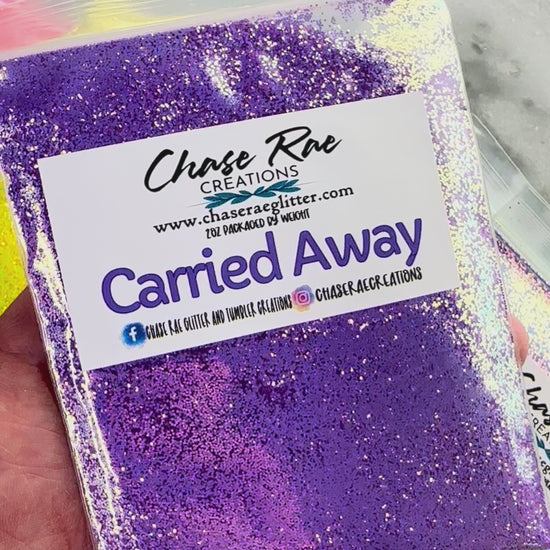 Chase Rae
CREATIONS
www.chaseraeglitter.com
2OZ PACKAGED BY WEIGHT
Carried Away
CHASE RAE GLITTER AND TUMBLER CREATIONS CHASERAECREATIONS